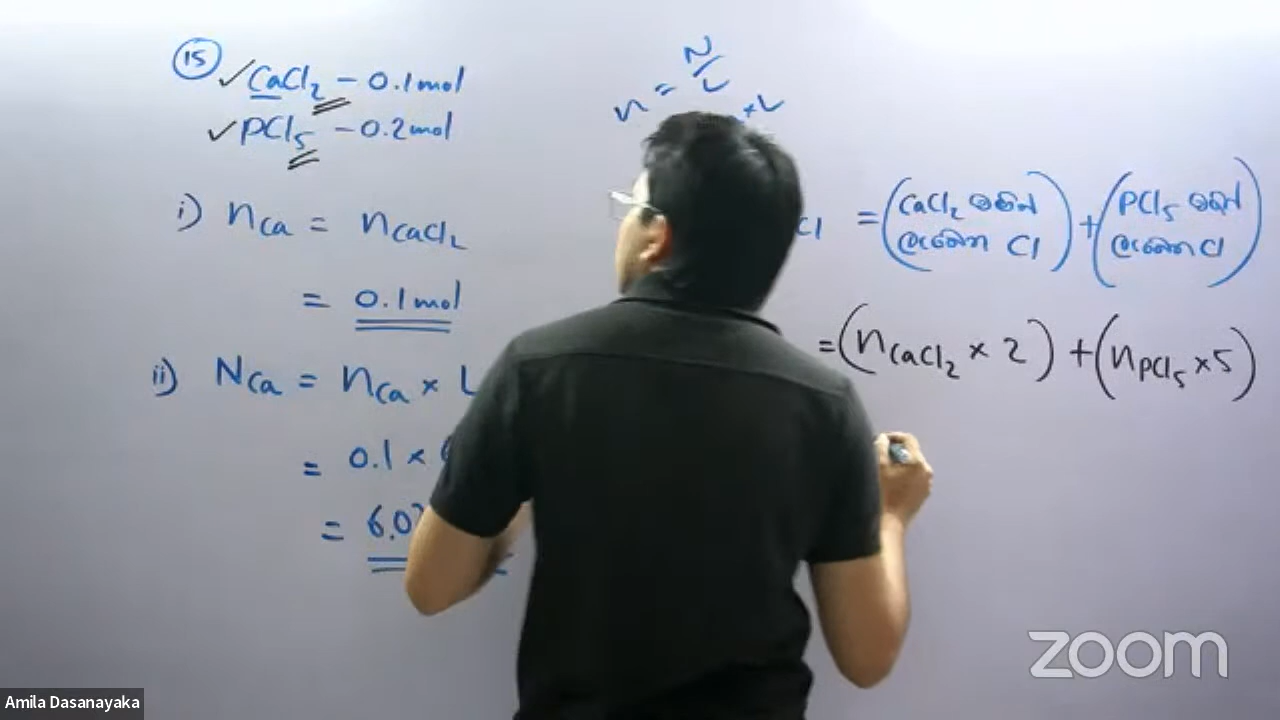 15
✓CaCl₂ – 0.1mol
✓PCl₅ – 0.2mol
i) nCa = nCaCl₂
= 0.1mol
ii) NCa = nCa × L
= 0.1 ×
= 6.02
n = N/L
× L
Cl = (CaCl₂ මඟින් ලැබෙන Cl) + (PCl₅ මඟින් ලැබෙන Cl)
= (nCaCl₂ × 2) + (nPCl₅ × 5)
zoom
Amila Dasanayaka